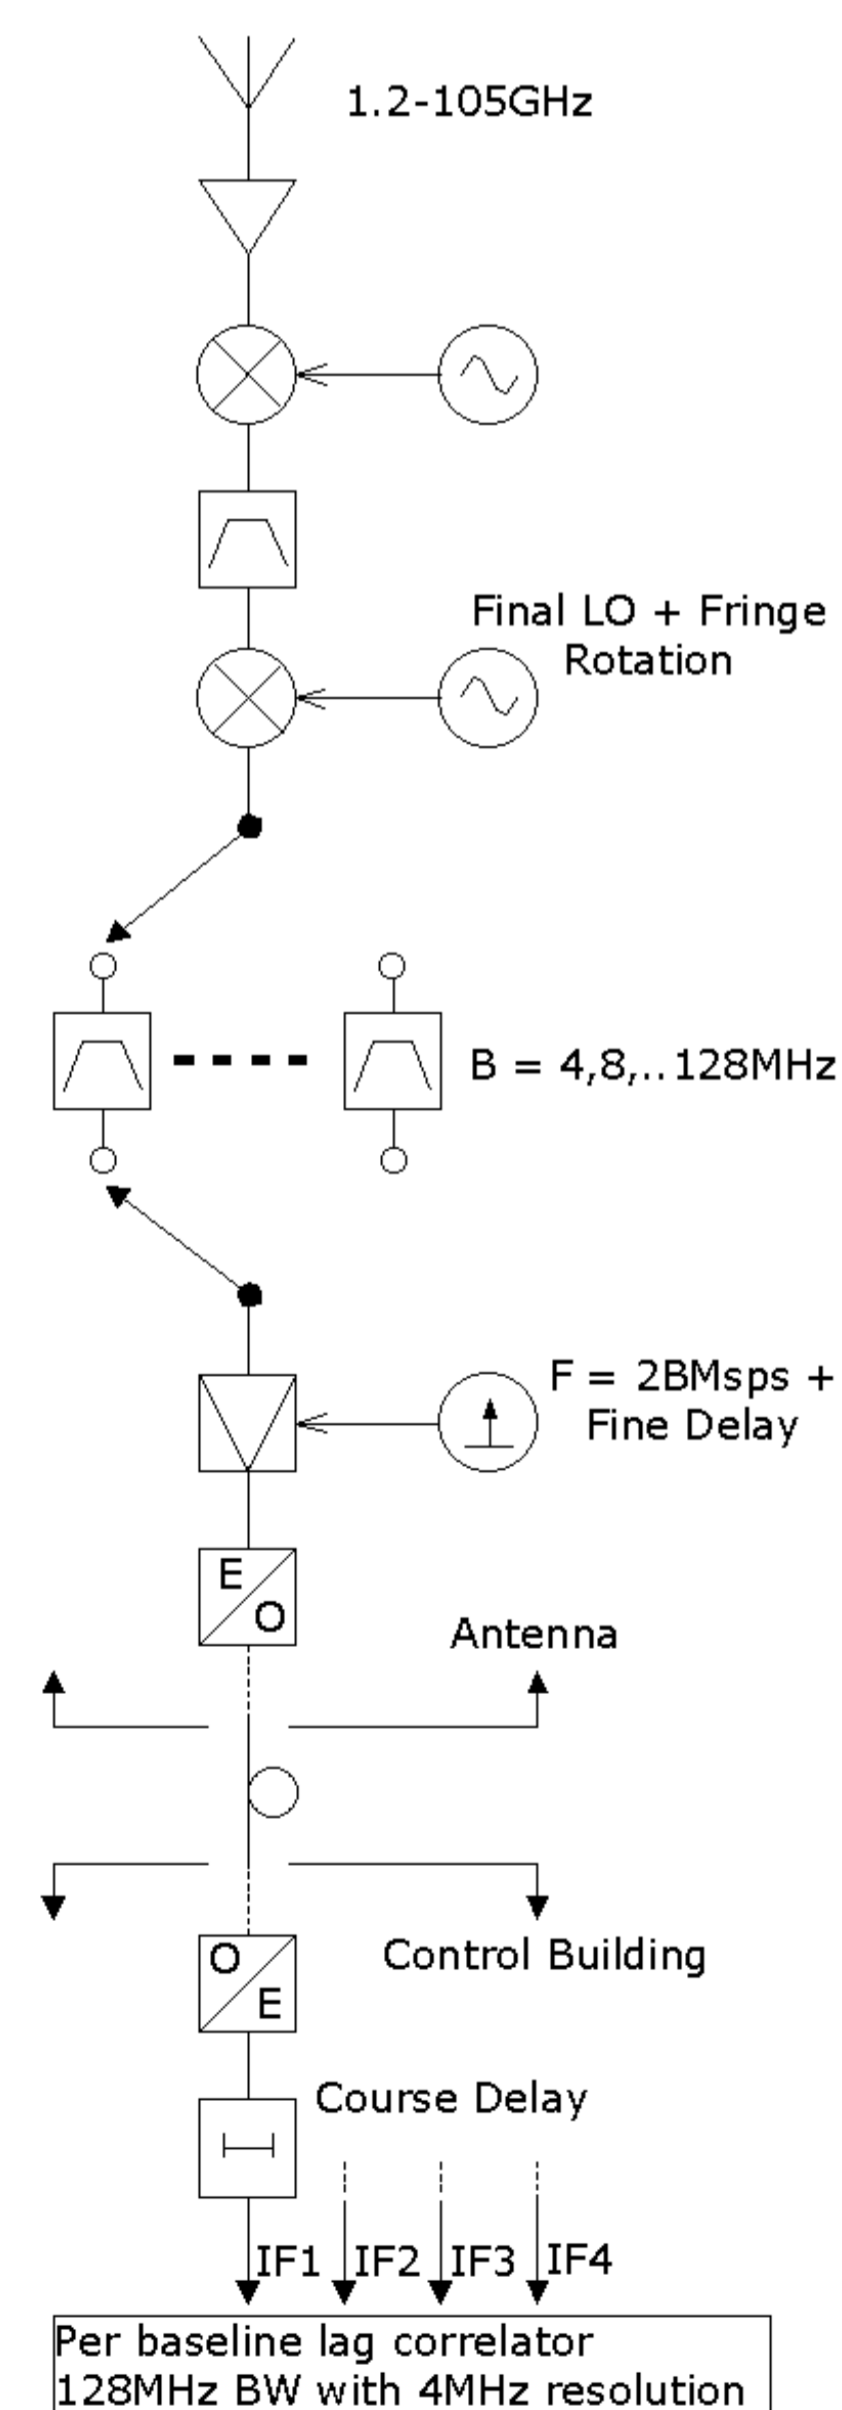 1.2-105GHz
Final LO + Fringe
Rotation
B = 4,8,..128MHz
F = 2BMsps +
Fine Delay
E
O
Antenna
Control Building
O
E
Course Delay
IF1
IF2
IF3
IF4
Per baseline lag correlator
128MHz BW with 4MHz resolution